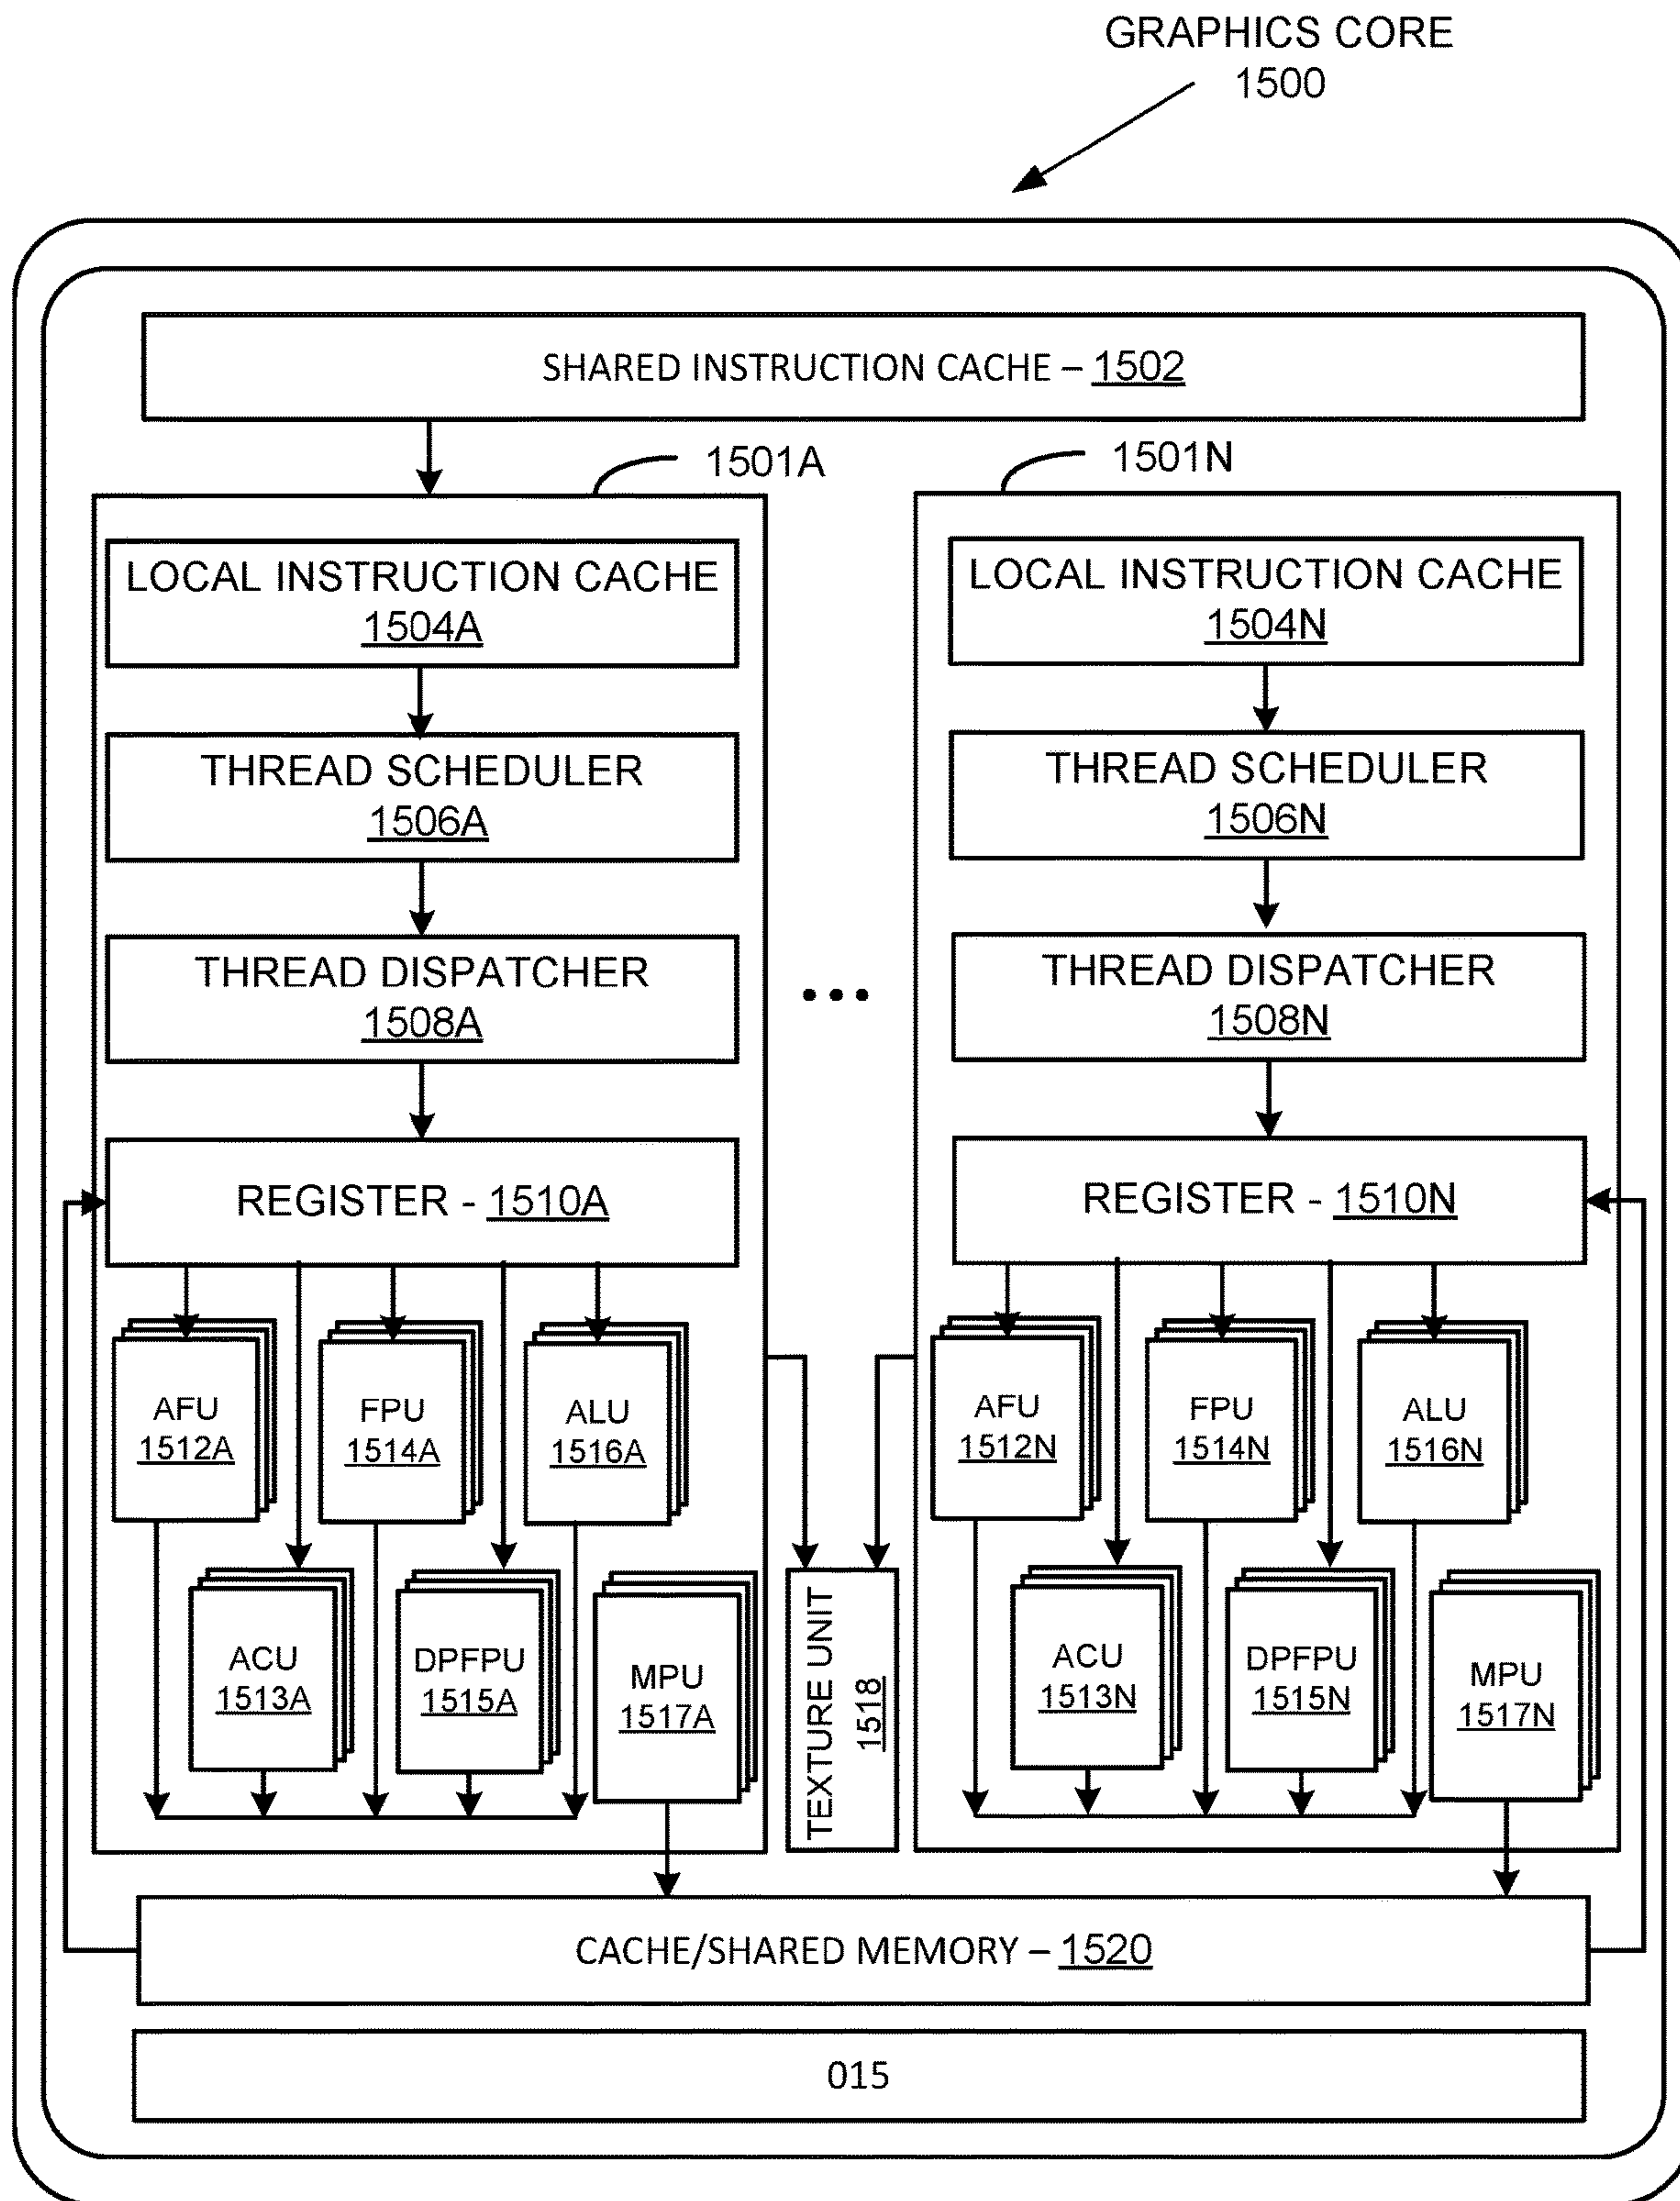 GRAPHICS CORE
1500
SHARED INSTRUCTION CACHE – 1502
1501A
LOCAL INSTRUCTION CACHE
1504A
THREAD SCHEDULER
1506A
THREAD DISPATCHER
1508A
REGISTER - 1510A
AFU
1512A
FPU
1514A
ALU
1516A
ACU
1513A
DPFPU
1515A
MPU
1517A
TEXTURE UNIT
1518
1501N
LOCAL INSTRUCTION CACHE
1504N
THREAD SCHEDULER
1506N
THREAD DISPATCHER
1508N
REGISTER - 1510N
AFU
1512N
FPU
1514N
ALU
1516N
ACU
1513N
DPFPU
1515N
MPU
1517N
CACHE/SHARED MEMORY – 1520
015